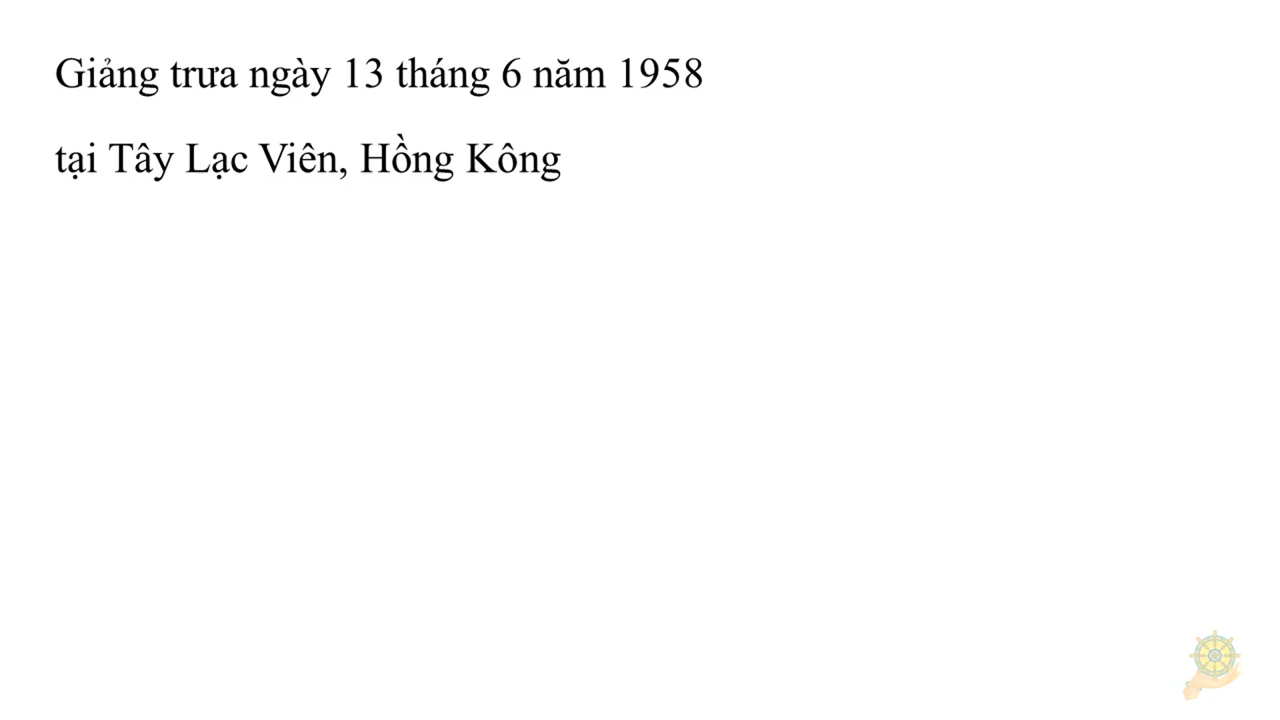 Giảng trưa ngày 13 tháng 6 năm 1958
tại Tây Lạc Viên, Hồng Kông